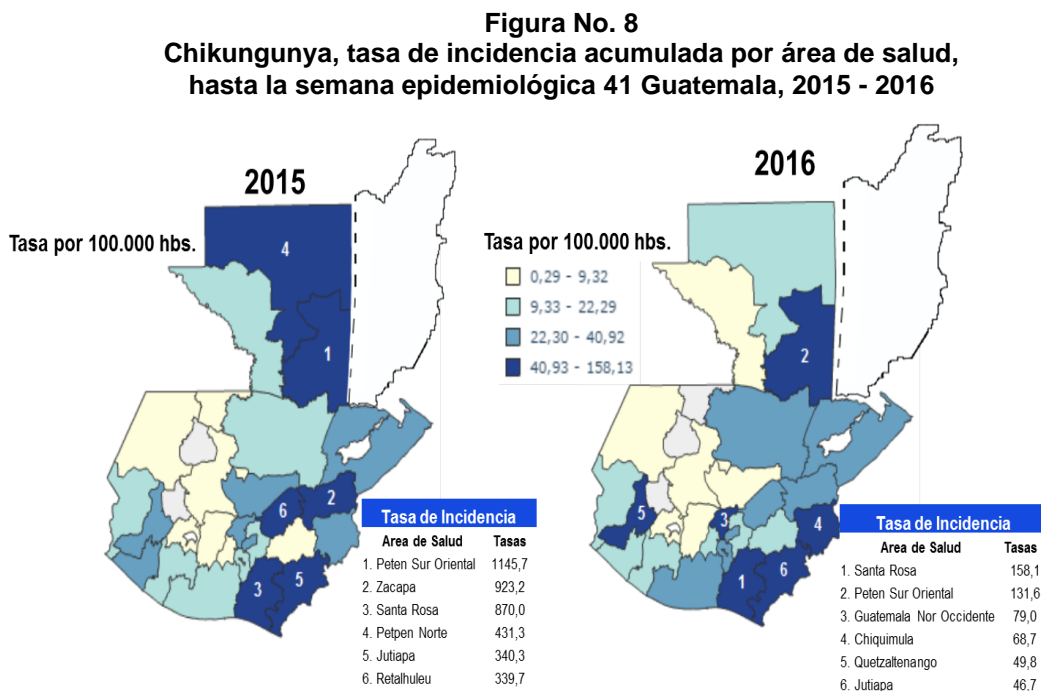 Figura No. 8
Chikungunya, tasa de incidencia acumulada por área de salud,
hasta la semana epidemiológica 41 Guatemala, 2015 - 2016
2015
Tasa por 100.000 hbs.
4
1
2
6
3
5
Tasa de Incidencia
Area de Salud Tasas
1. Peten Sur Oriental 1145,7
2. Zacapa 923,2
3. Santa Rosa 870,0
4. Petpen Norte 431,3
5. Jutiapa 340,3
6. Retalhuleu 339,7
2016
Tasa por 100.000 hbs.
0,29 - 9,32
9,33 - 22,29
22,30 - 40,92
40,93 - 158,13
2
5
3
4
1
6
Tasa de Incidencia
Area de Salud Tasas
1. Santa Rosa 158,1
2. Peten Sur Oriental 131,6
3. Guatemala Nor Occidente 79,0
4. Chiquimula 68,7
5. Quetzaltenango 49,8
6. Jutiapa 46,7